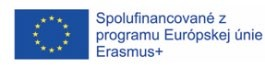 Spolufinancované z
programu Európskej únie
Erasmus+